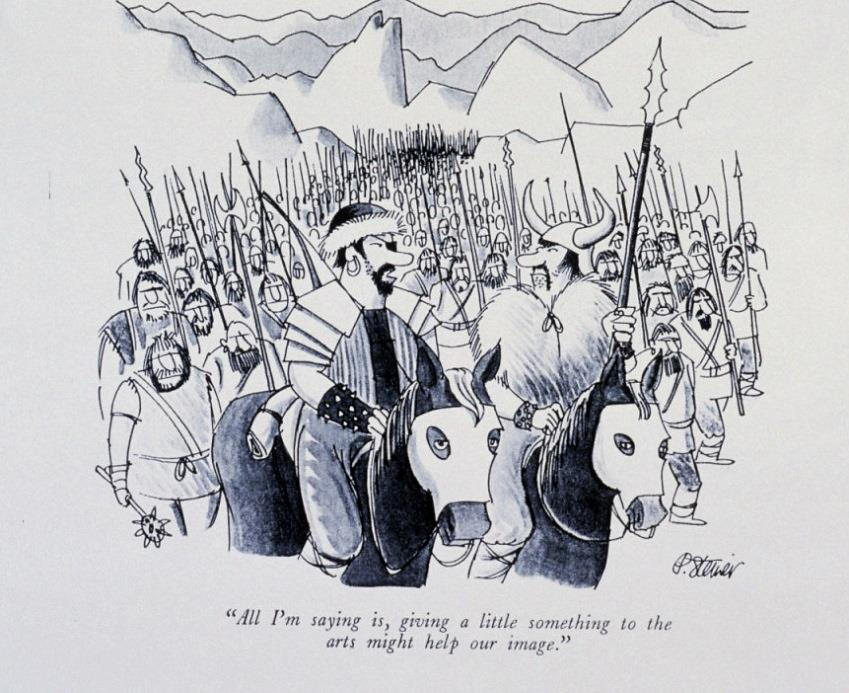 P. Steiner
“All I'm saying is, giving a little something to the
arts might help our image.”